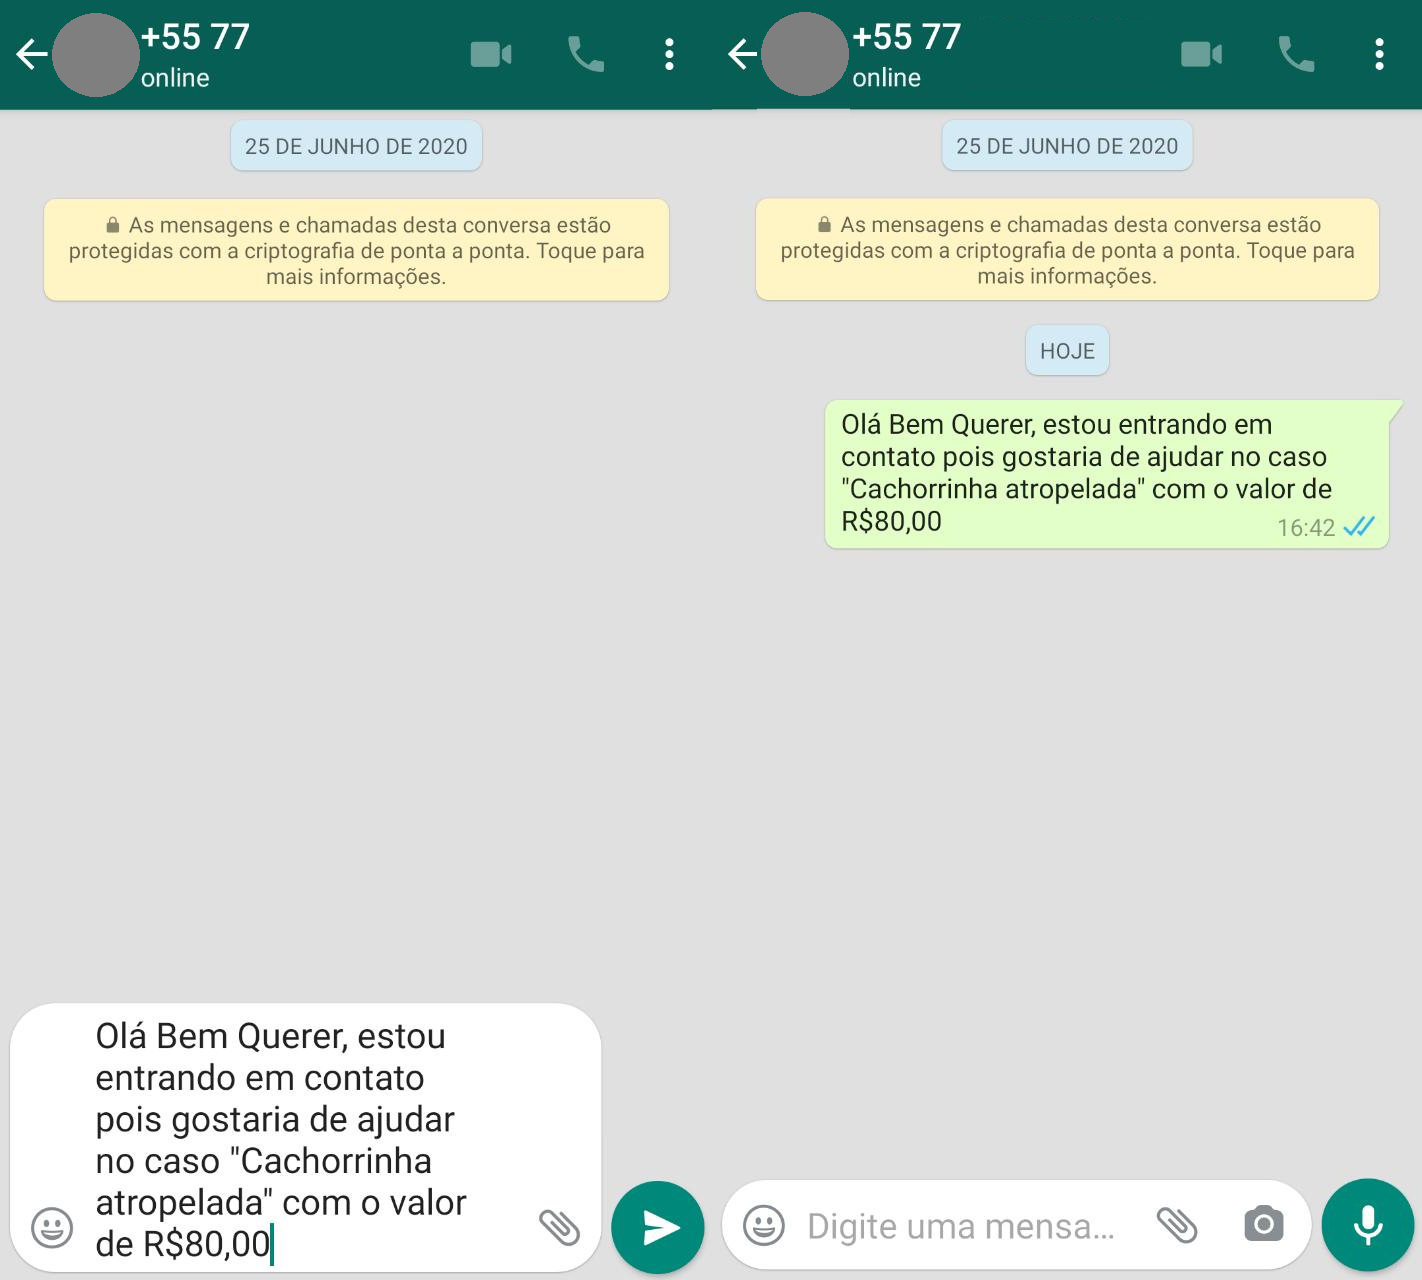 +55 77
online
25 DE JUNHO DE 2020
As mensagens e chamadas desta conversa estão
protegidas com a criptografia de ponta a ponta. Toque para
mais informações.
Olá Bem Querer, estou
entrando em contato
pois gostaria de ajudar
no caso "Cachorrinha
atropelada" com o valor
de R$80,00
+55 77
online
25 DE JUNHO DE 2020
As mensagens e chamadas desta conversa estão
protegidas com a criptografia de ponta a ponta. Toque para
mais informações.
HOJE
Olá Bem Querer, estou entrando em
contato pois gostaria de ajudar no caso
"Cachorrinha atropelada" com o valor de
R$80,00
16:42
Digite uma mensa...